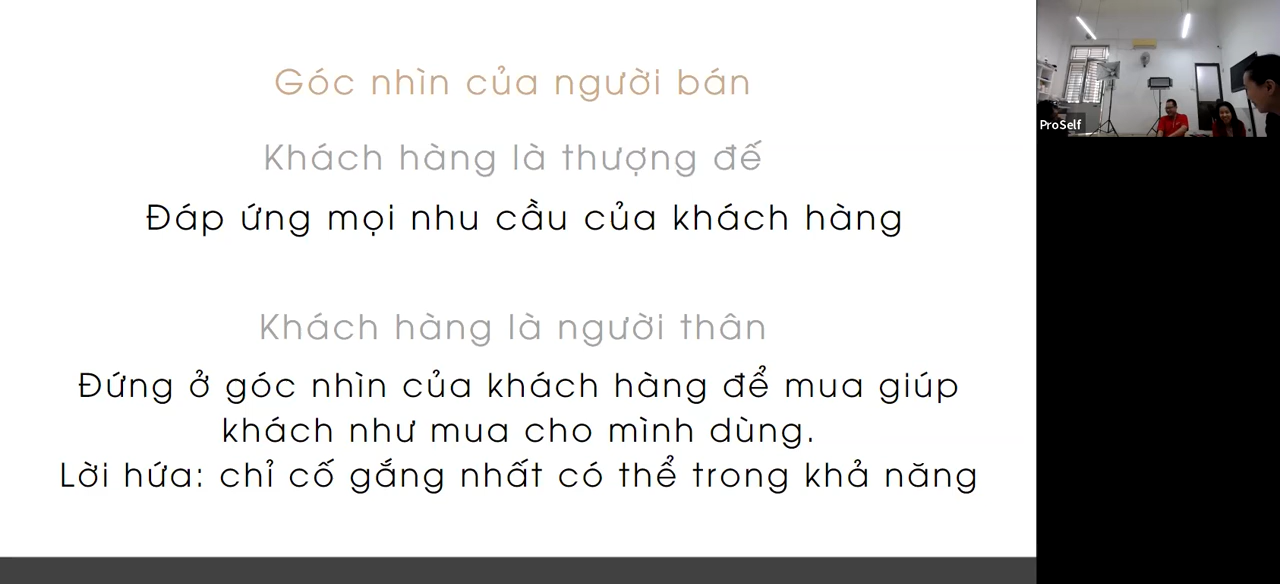 Góc nhìn của người bán
Khách hàng là thượng đế
Đáp ứng mọi nhu cầu của khách hàng
Khách hàng là người thân
Đứng ở góc nhìn của khách hàng để mua giúp
khách như mua cho mình dùng.
Lời hứa: chỉ cố gắng nhất có thể trong khả năng
ProSelf